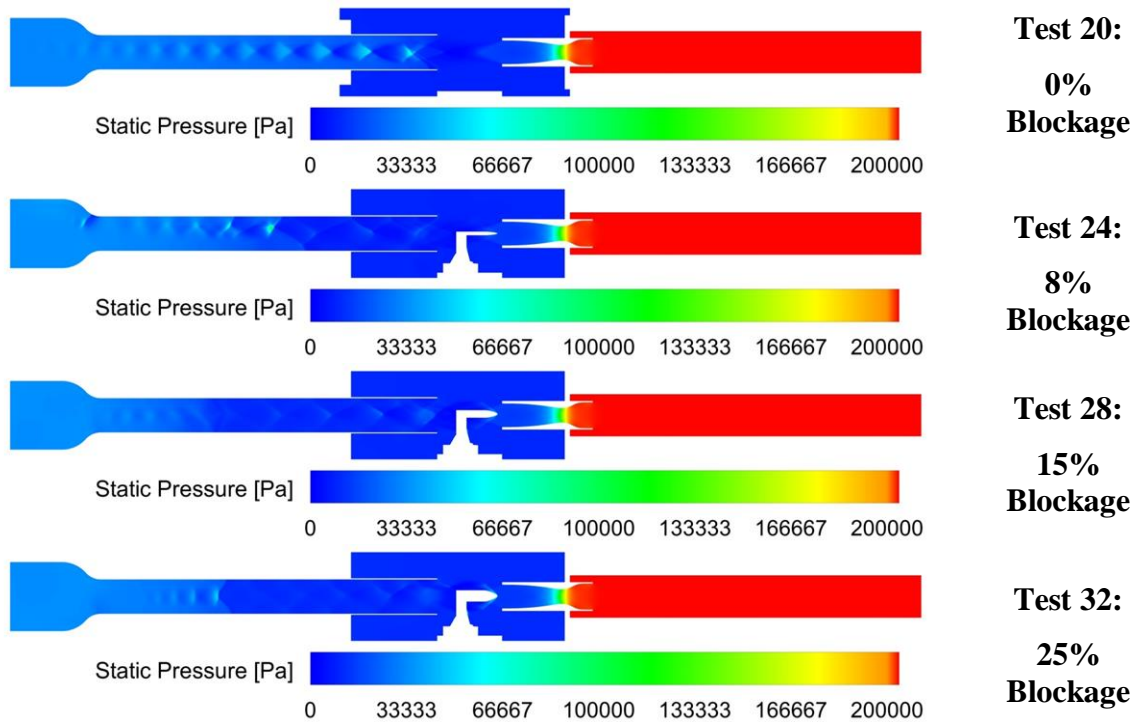 Test 20:
0%
Blockage
Static Pressure [Pa]
0 33333 66667 100000 133333 166667 200000
Test 24:
8%
Blockage
Static Pressure [Pa]
0 33333 66667 100000 133333 166667 200000
Test 28:
15%
Blockage
Static Pressure [Pa]
0 33333 66667 100000 133333 166667 200000
Test 32:
25%
Blockage
Static Pressure [Pa]
0 33333 66667 100000 133333 166667 200000